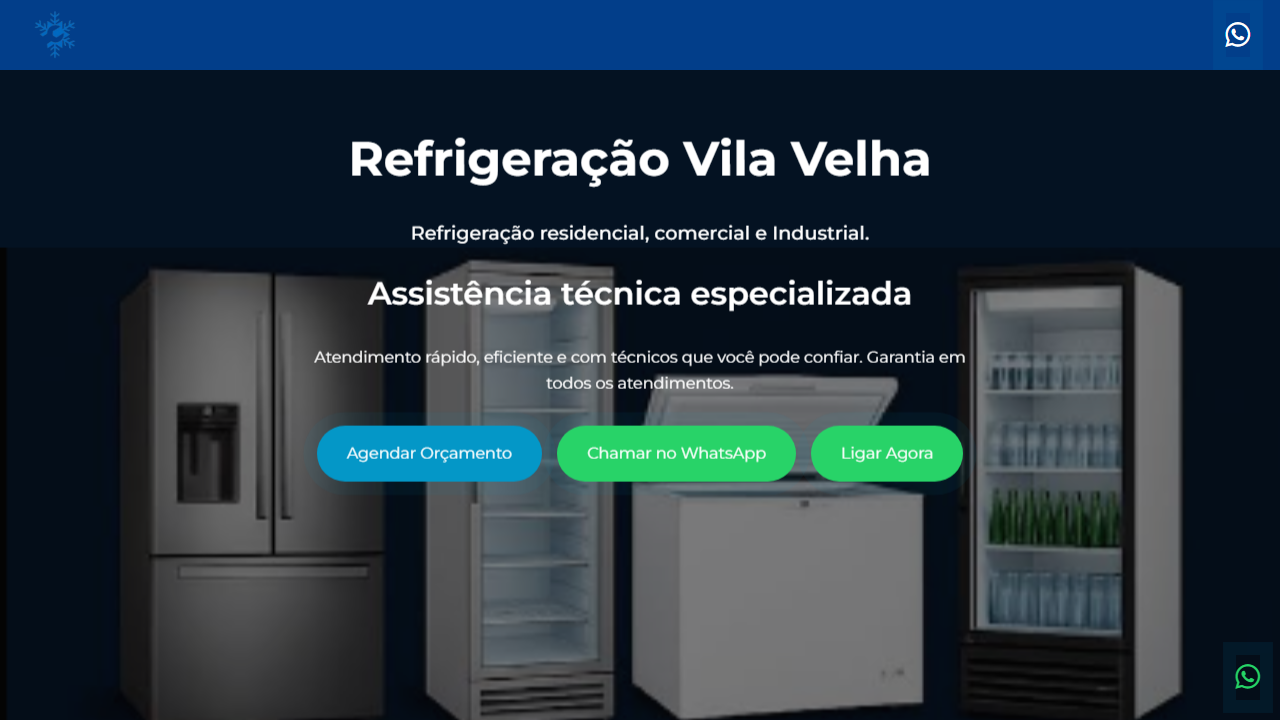 Refrigeração Vila Velha
Refrigeração residencial, comercial e Industrial.
Assistência técnica especializada
Atendimento rápido, eficiente e com técnicos que você pode confiar. Garantia em
todos os atendimentos.
Agendar Orçamento
Chamar no WhatsApp
Ligar Agora